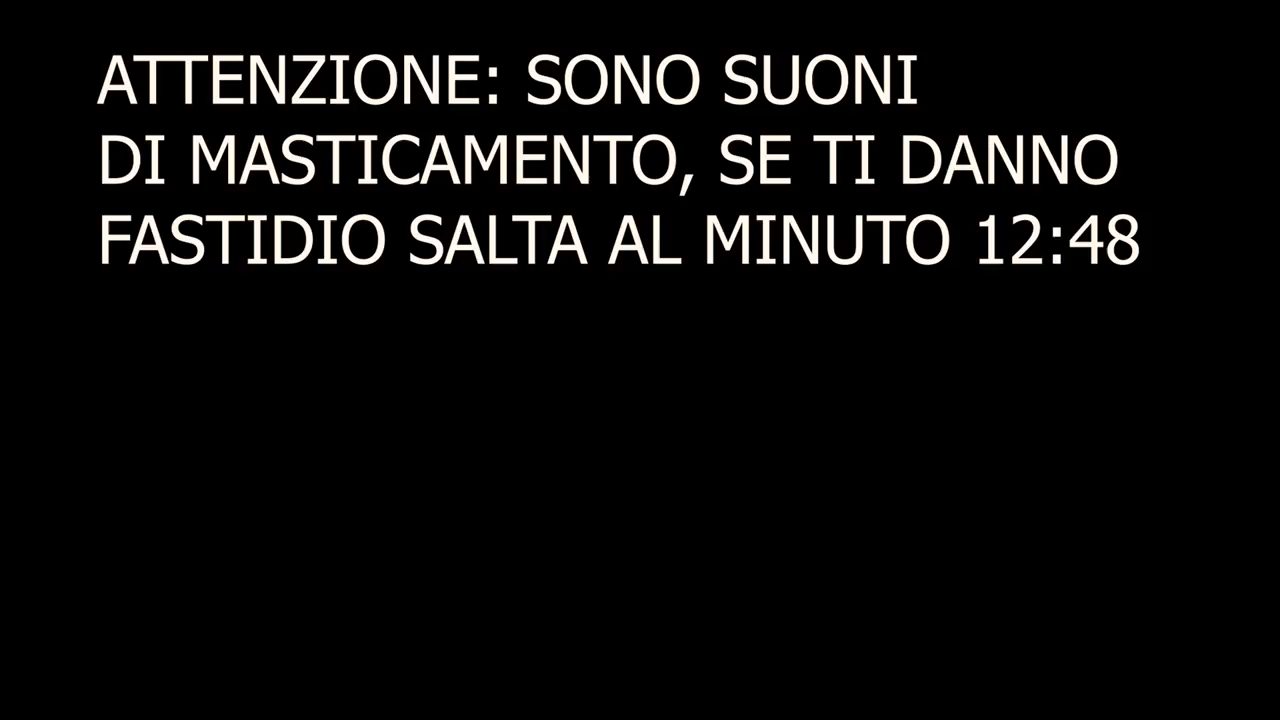 ATTENZIONE: SONO SUONI
DI MASTICAMENTO, SE TI DANNO
FASTIDIO SALTA AL MINUTO 12:48